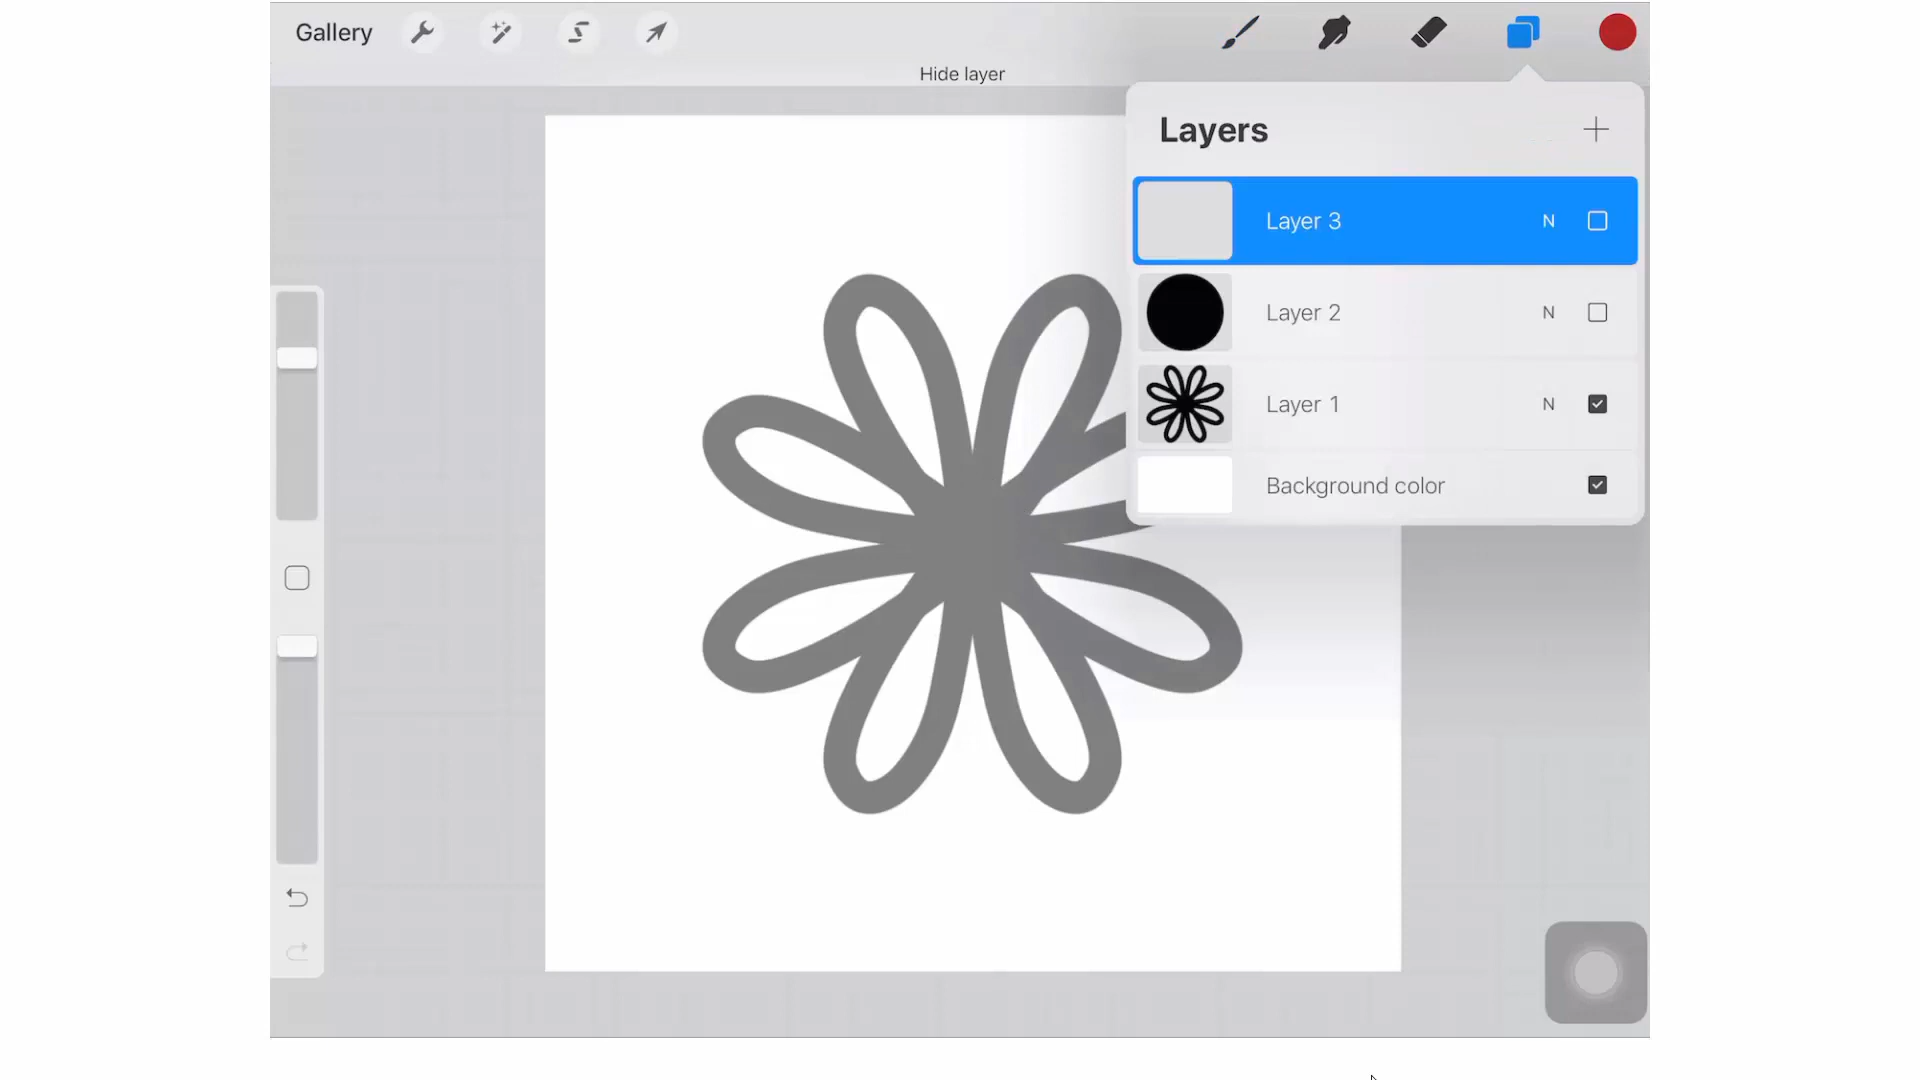 Gallery
Hide layer
Layers
Layer 3 N
Layer 2 N
Layer 1 N
Background color